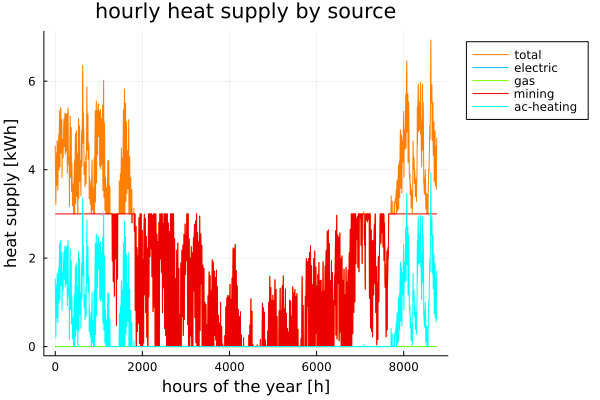 hourly heat supply by source
total
electric
gas
mining
ac-heating
6
4
2
0
heat supply [kWh]
0 2000 4000 6000 8000
hours of the year [h]